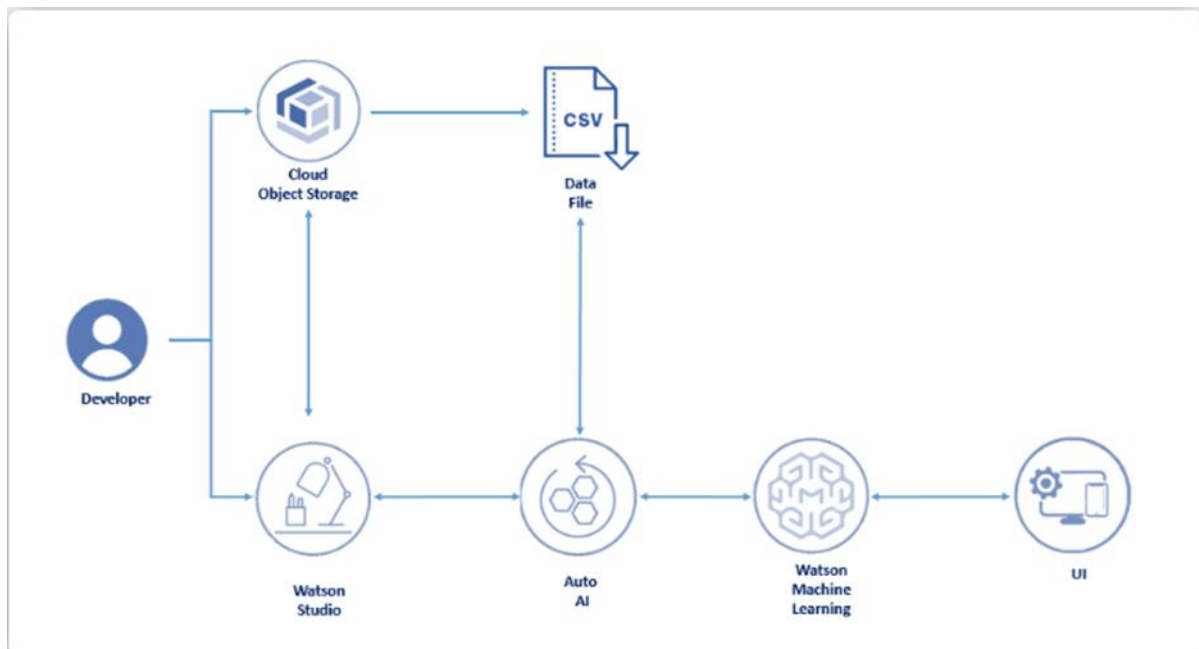 CSV
Cloud
Object Storage
Data
File
Developer
Watson
Studio
Auto
AI
Watson
Machine
Learning
UI